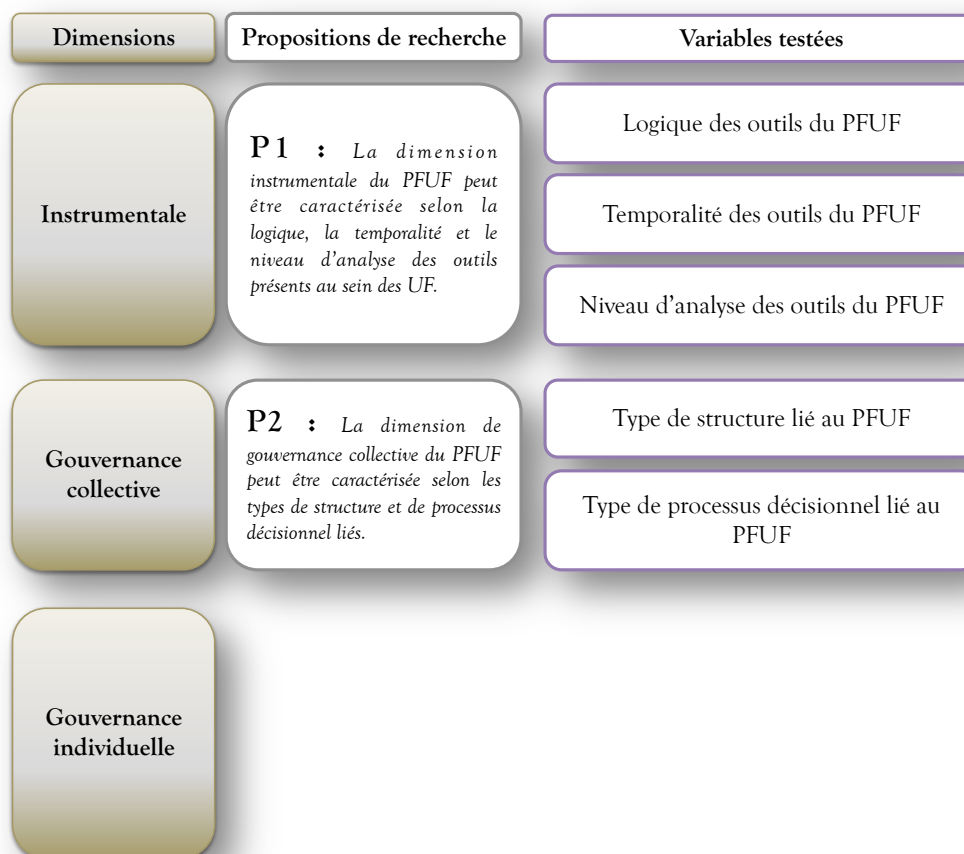 Dimensions
Propositions de recherche
Variables testées
Instrumentale
P1 : La dimension
instrumentale du PFUF peut
être caractérisée selon la
logique, la temporalité et le
niveau d'analyse des outils
présents au sein des UF.
Logique des outils du PFUF
Temporalité des outils du PFUF
Niveau d'analyse des outils du PFUF
Gouvernance
collective
P2 : La dimension de
gouvernance collective du PFUF
peut être caractérisée selon les
types de structure et de processus
décisionnel liés.
Type de structure lié au PFUF
Type de processus décisionnel lié au
PFUF
Gouvernance
individuelle